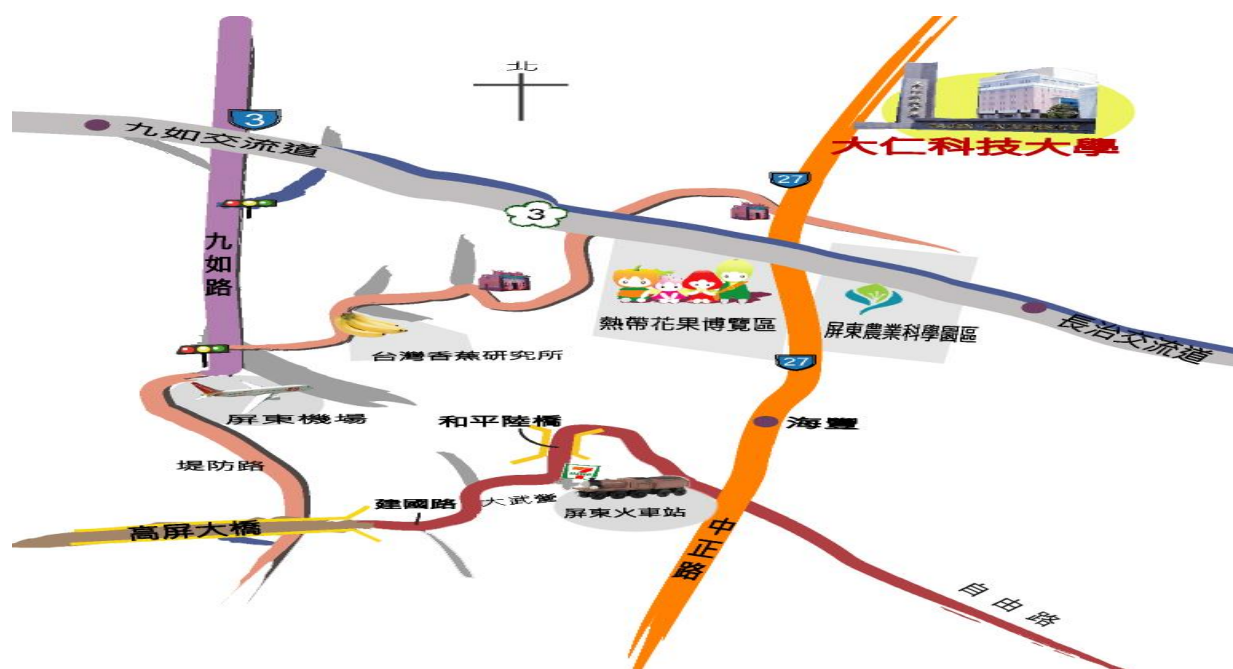 北
3
九如交流道
大仁科技大學
27
3
九如路
熱帶花果博覽區
屏東農業科學園區
長治交流道
台灣香蕉研究所
27
屏東機場
和平陸橋
海豐
堤防路
7
大武營
建國路
屏東火車站
高屏大橋
中正路
自由路